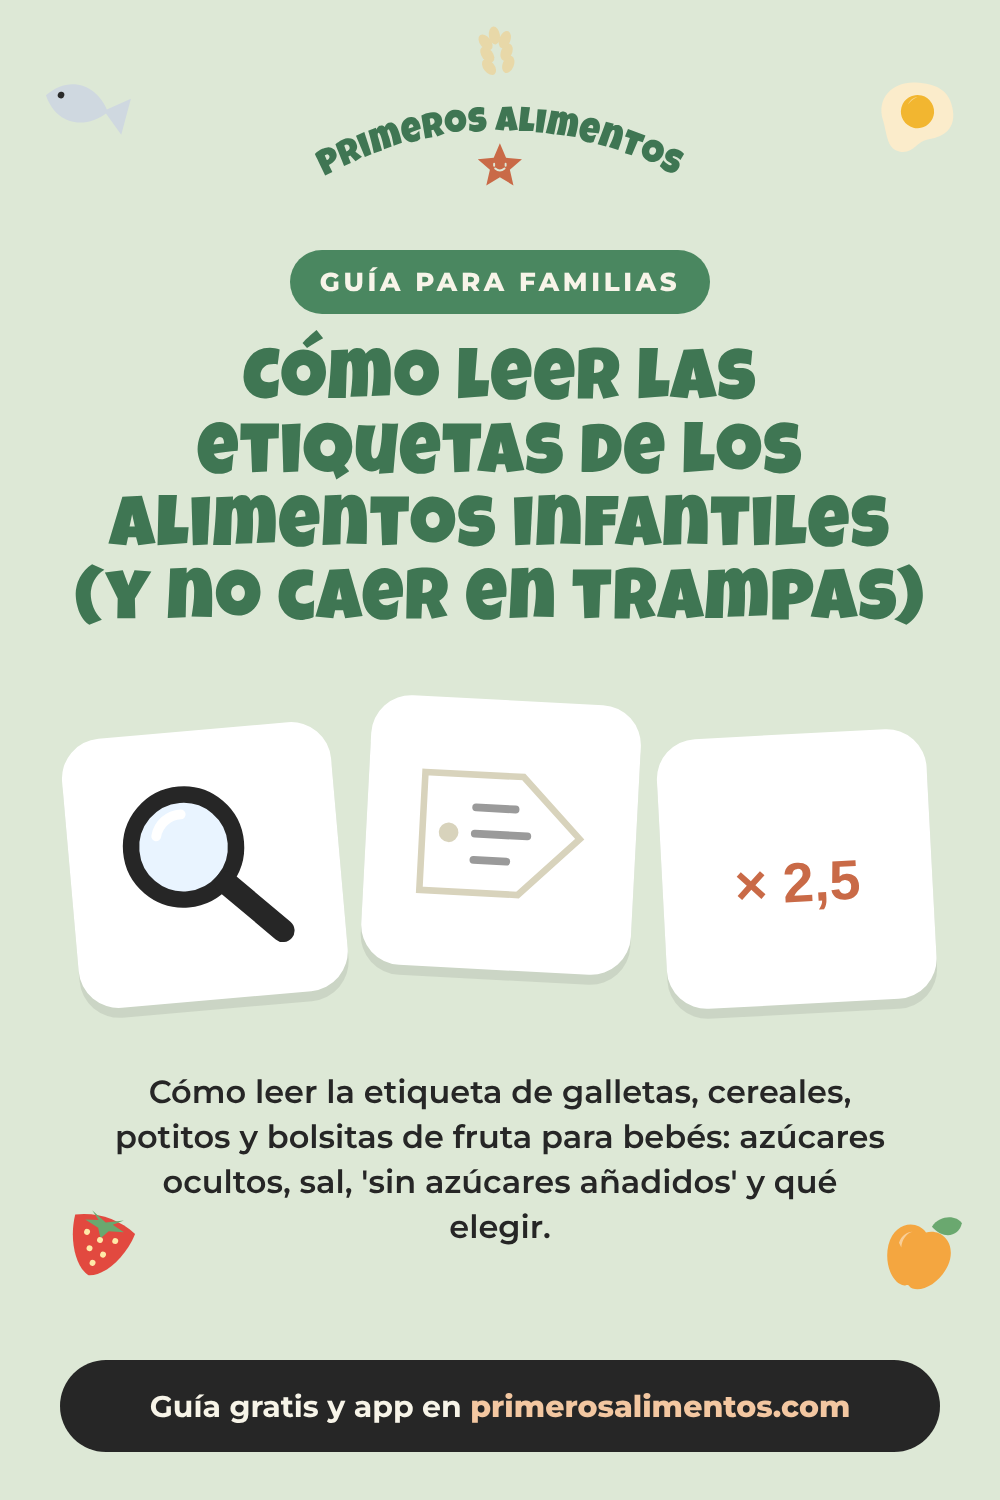 PRIMEROS ALIMENTOS
GUÍA PARA FAMILIAS
CÓMO LEER LAS
ETIQUETAS DE LOS
ALIMENTOS INFANTILES
(Y NO CAER EN TRAMPAS)
× 2,5
Cómo leer la etiqueta de galletas, cereales,
potitos y bolsitas de fruta para bebés: azúcares
ocultos, sal, 'sin azúcares añadidos' y qué
elegir.
Guía gratis y app en primerosalimentos.com